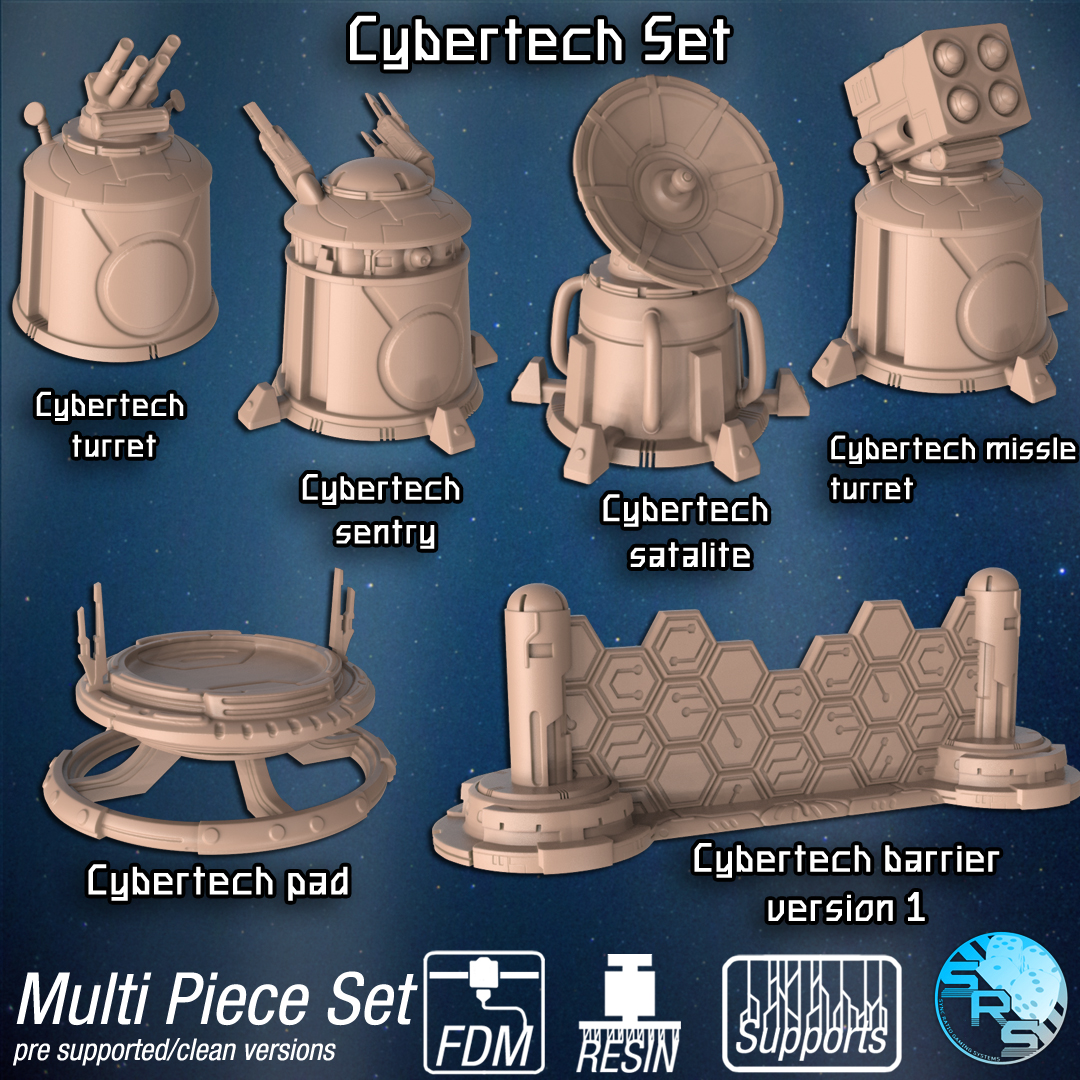 Cybertech Set
Cybertech
turret
Cybertech
sentry
Cybertech
satalite
Cybertech missle
turret
Cybertech pad
Cybertech barrier
version 1
Multi Piece Set
pre supported/clean versions
FDM
RESIN
Supports
SRS